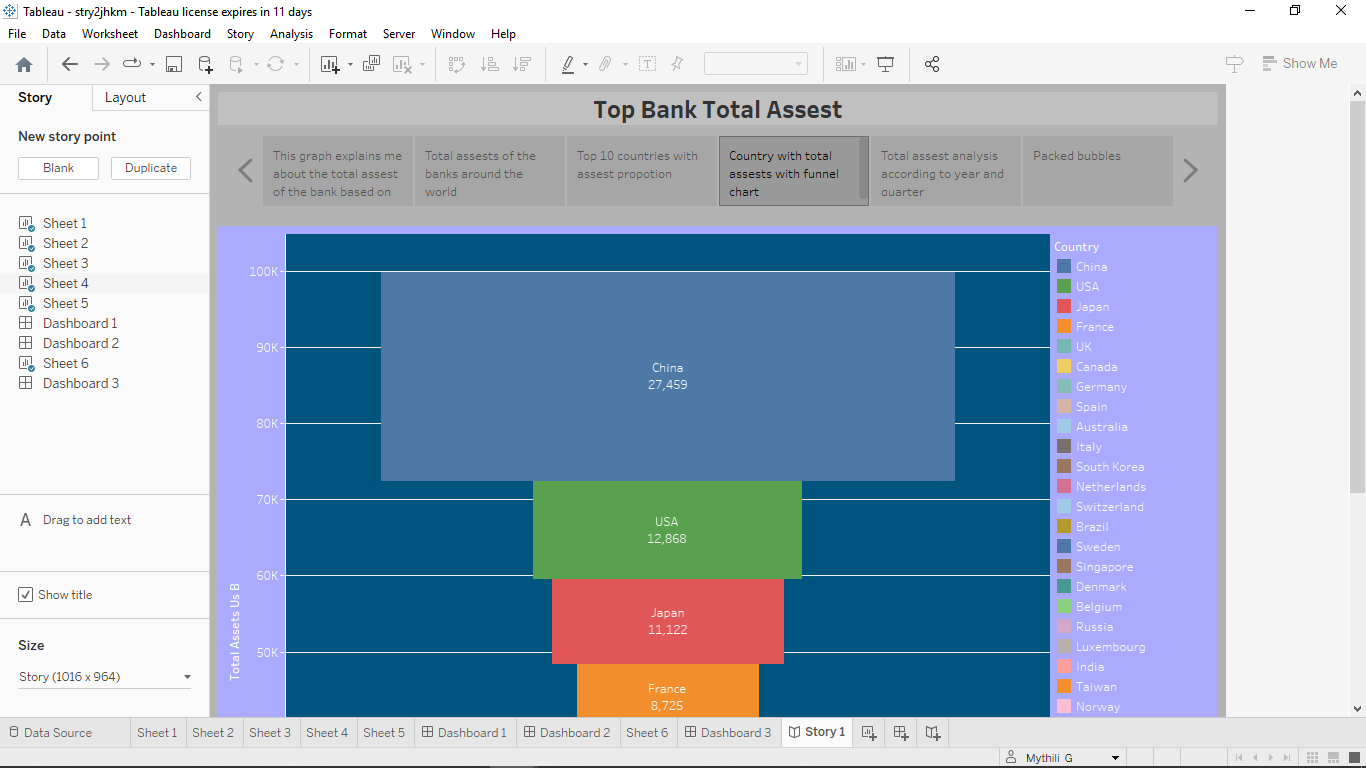 Tableau - stry2jhkm - Tableau license expires in 11 days
File Data Worksheet Dashboard Story Analysis Format Server Window Help
Show Me
Story Layout
New story point
Blank Duplicate
Sheet 1
Sheet 2
Sheet 3
Sheet 4
Sheet 5
Dashboard 1
Dashboard 2
Sheet 6
Dashboard 3
A Drag to add text
Show title
Size
Story (1016 x 964)
Top Bank Total Assest
This graph explains me
about the total assest
of the bank based on
Total assests of the
banks around the
world
Top 10 countries with
assest propotion
Country with total
assests with funnel
chart
Total assest analysis
according to year and
quarter
Packed bubbles
Total Assets Us B
100K
90K
80K
70K
60K
50K
China
27,459
USA
12,868
Japan
11,122
France
8,725
Country
China
USA
Japan
France
UK
Canada
Germany
Spain
Australia
Italy
South Korea
Netherlands
Switzerland
Brazil
Sweden
Singapore
Denmark
Belgium
Russia
Luxembourg
India
Taiwan
Norway
Data Source Sheet 1 Sheet 2 Sheet 3 Sheet 4 Sheet 5 Dashboard 1 Dashboard 2 Sheet 6 Dashboard 3 Story 1
Mythili G